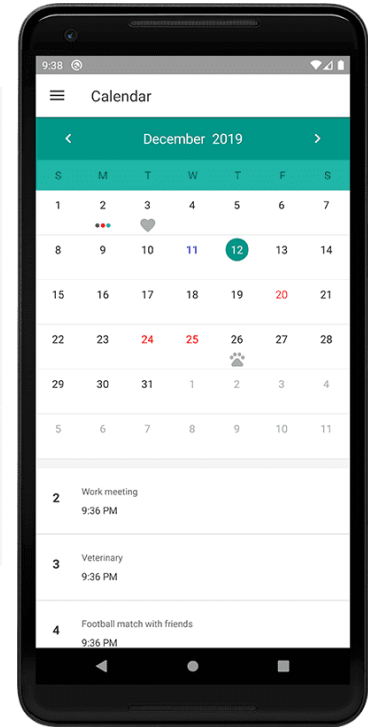 9:38
Calendar
December 2019
S M T W T F S
1 2 3 4 5 6 7
8 9 10 11 12 13 14
15 16 17 18 19 20 21
22 23 24 25 26 27 28
29 30 31 1 2 3 4
5 6 7 8 9 10 11
2 Work meeting
9:36 PM
3 Veterinary
9:36 PM
4 Football match with friends
9:36 PM